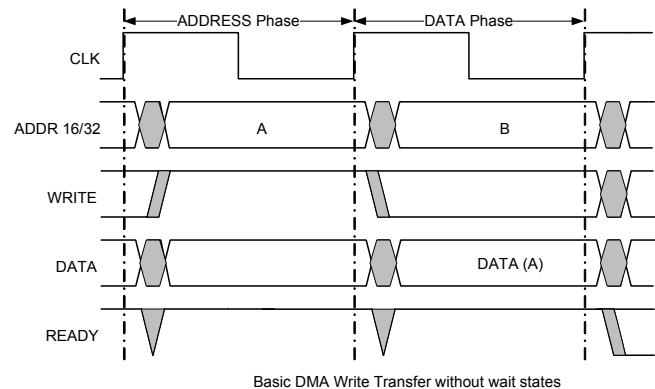 ADDRESS Phase DATA Phase
CLK
ADDR 16/32 A B
WRITE
DATA DATA (A)
READY
Basic DMA Write Transfer without wait states